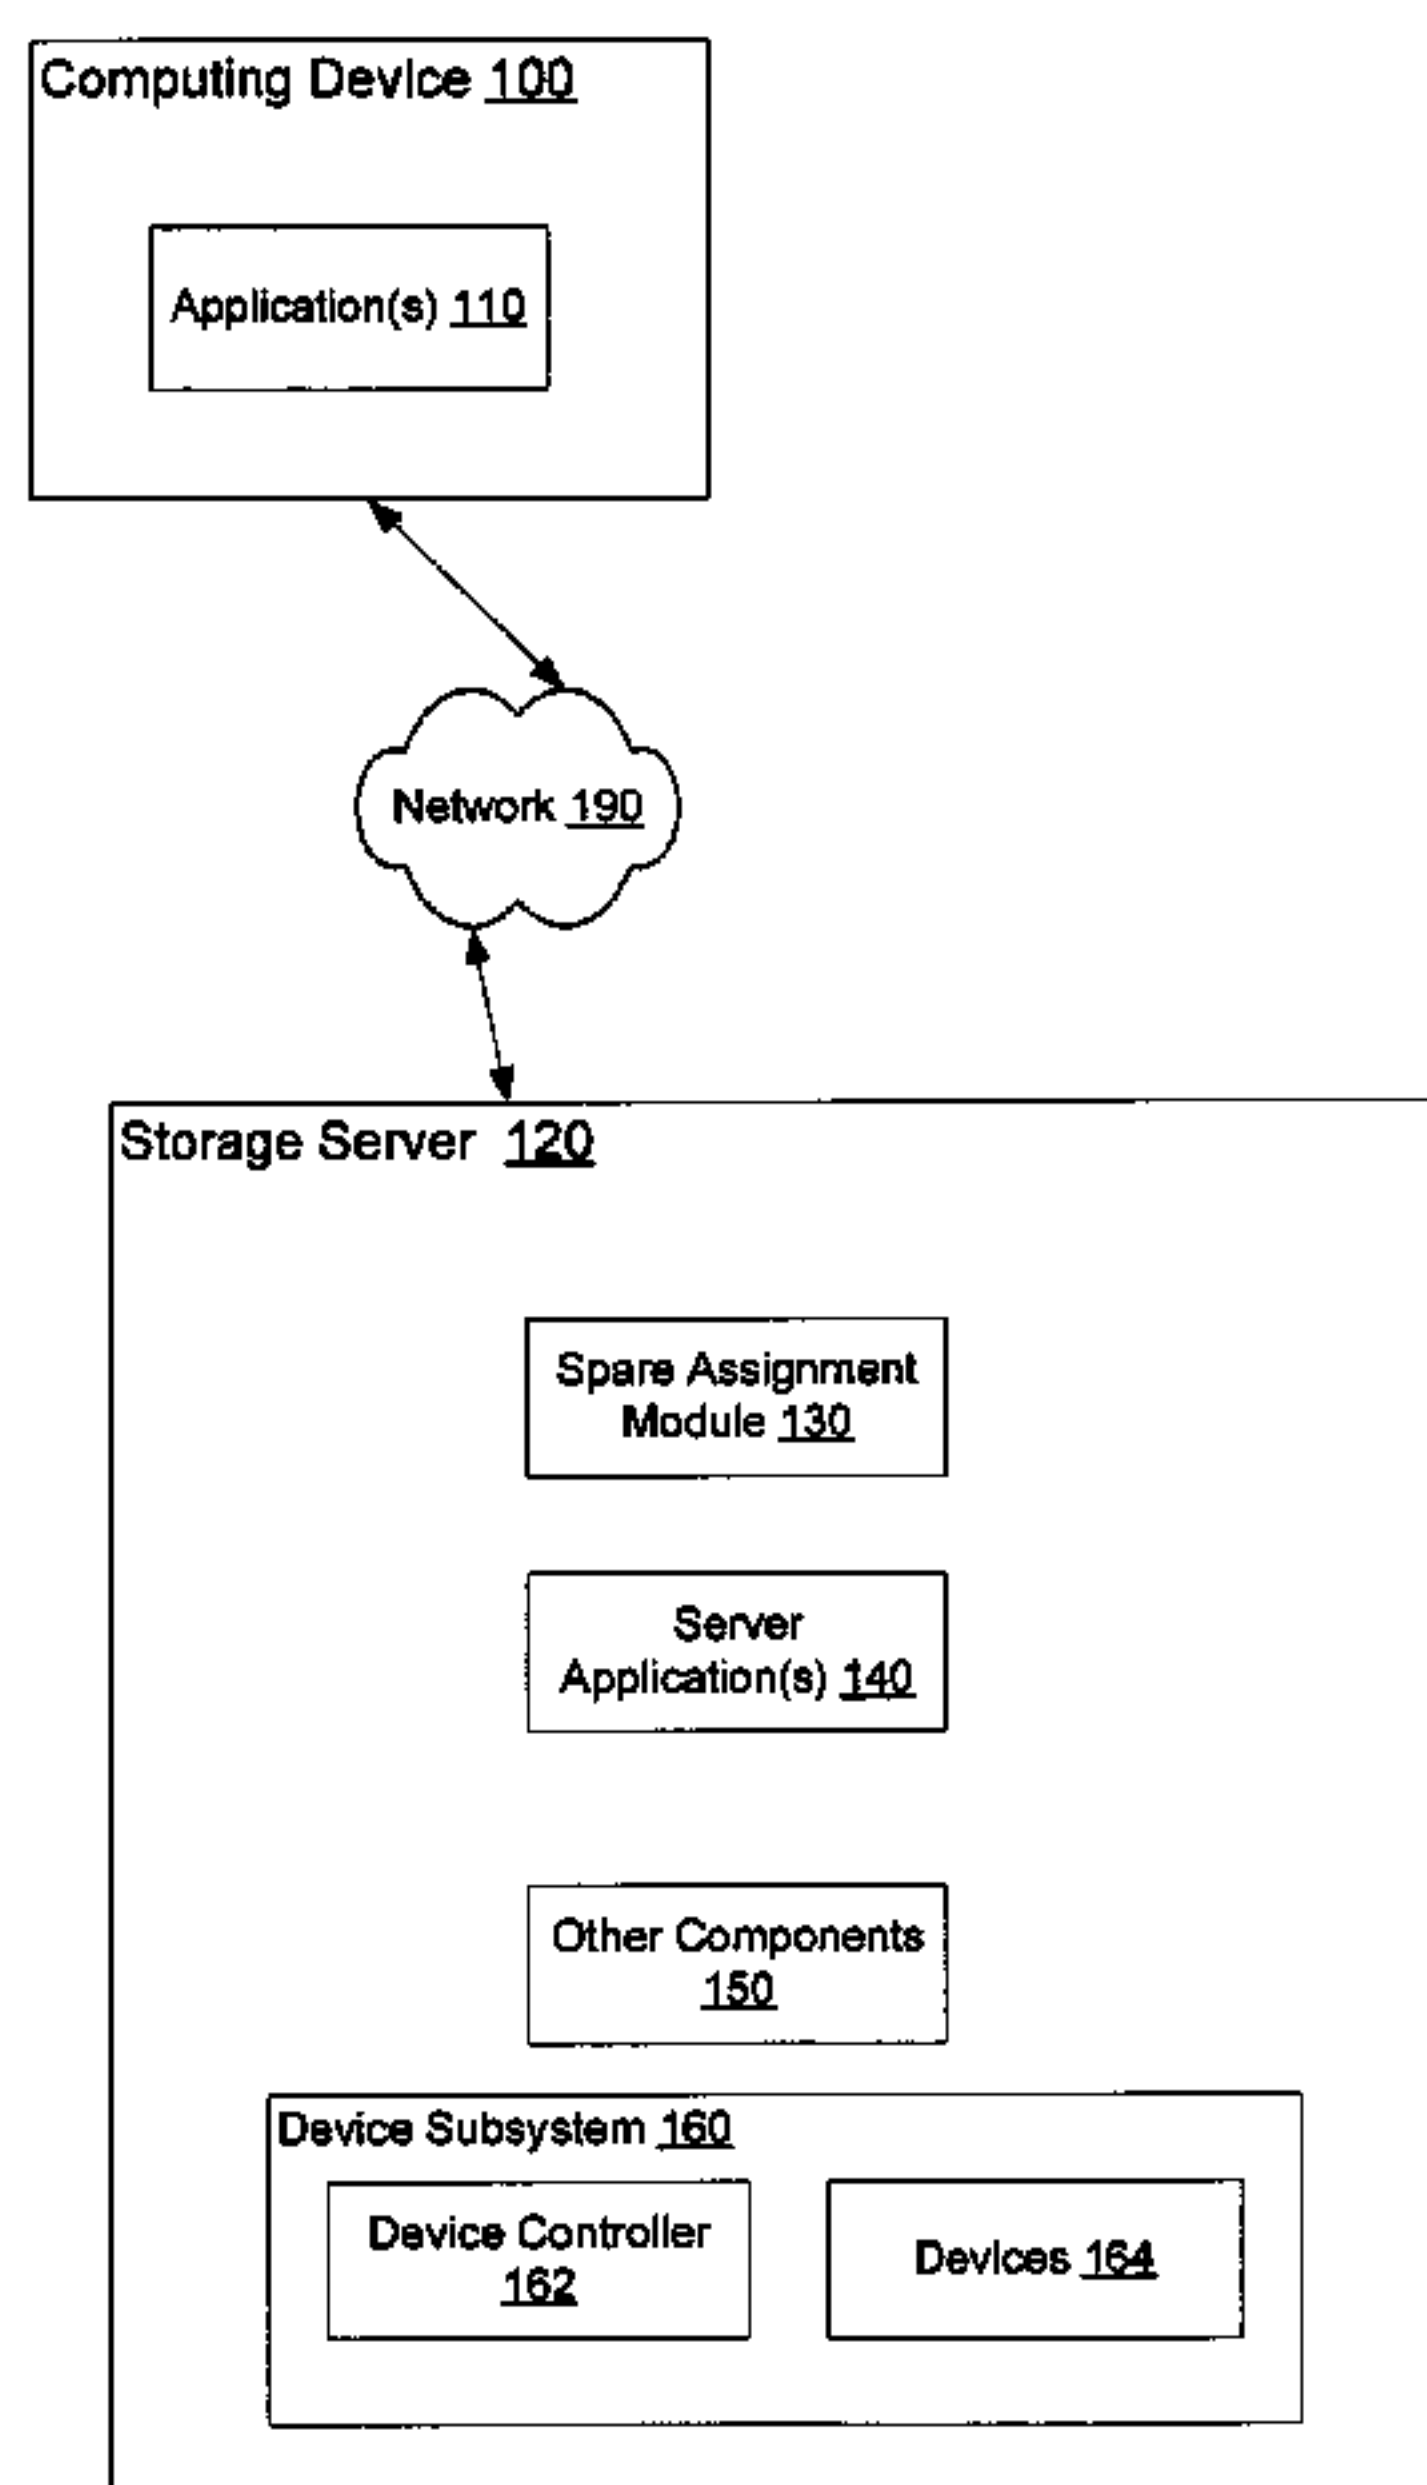 Computing Device 100
Application(s) 110
Network 190
Storage Server 120
Spare Assignment
Module 130
Server
Application(s) 140
Other Components
150
Device Subsystem 160
Device Controller
162
Devices 164